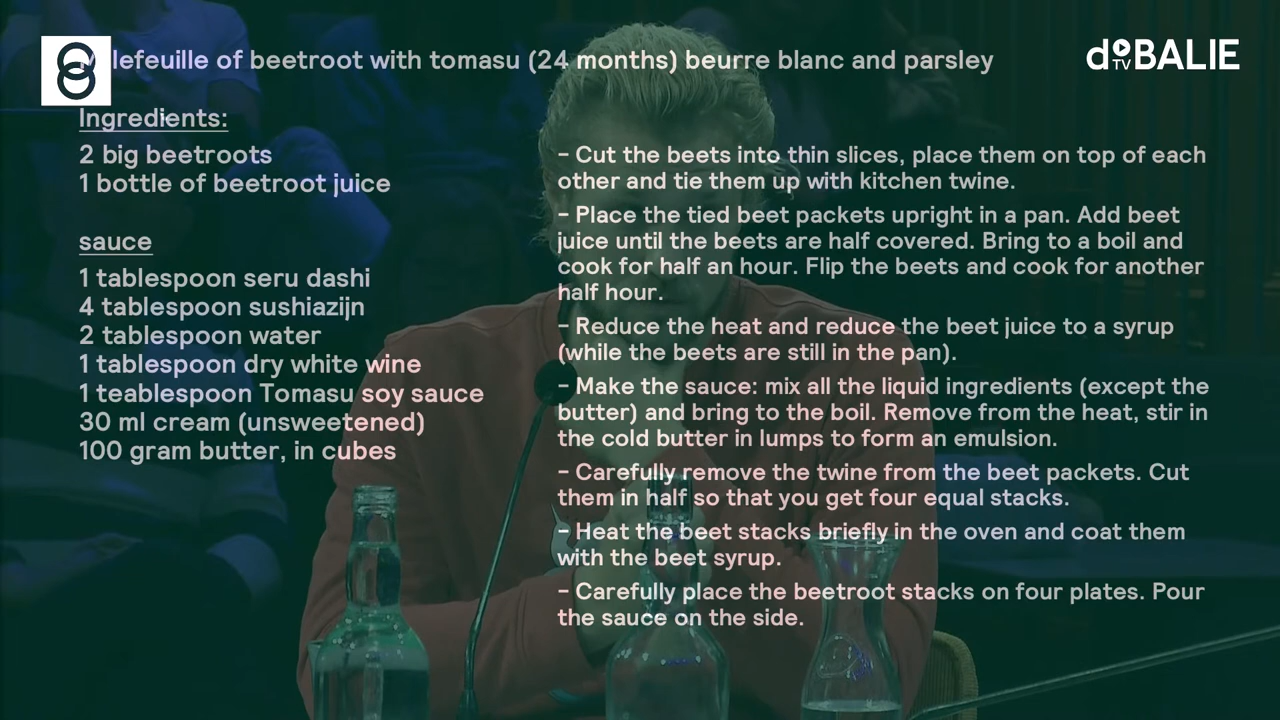 lefeuille of beetroot with tomasu (24 months) beurre blanc and parsley
de BALIE
TV
Ingredients:
2 big beetroots
1 bottle of beetroot juice
sauce
1 tablespoon seru dashi
4 tablespoon sushiazijn
2 tablespoon water
1 tablespoon dry white wine
1 teablespoon Tomasu soy sauce
30 ml cream (unsweetened)
100 gram butter, in cubes
- Cut the beets into thin slices, place them on top of each
other and tie them up with kitchen twine.
- Place the tied beet packets upright in a pan. Add beet
juice until the beets are half covered. Bring to a boil and
cook for half an hour. Flip the beets and cook for another
half hour.
- Reduce the heat and reduce the beet juice to a syrup
(while the beets are still in the pan).
- Make the sauce: mix all the liquid ingredients (except the
butter) and bring to the boil. Remove from the heat, stir in
the cold butter in lumps to form an emulsion.
- Carefully remove the twine from the beet packets. Cut
them in half so that you get four equal stacks.
- Heat the beet stacks briefly in the oven and coat them
with the beet syrup.
- Carefully place the beetroot stacks on four plates. Pour
the sauce on the side.